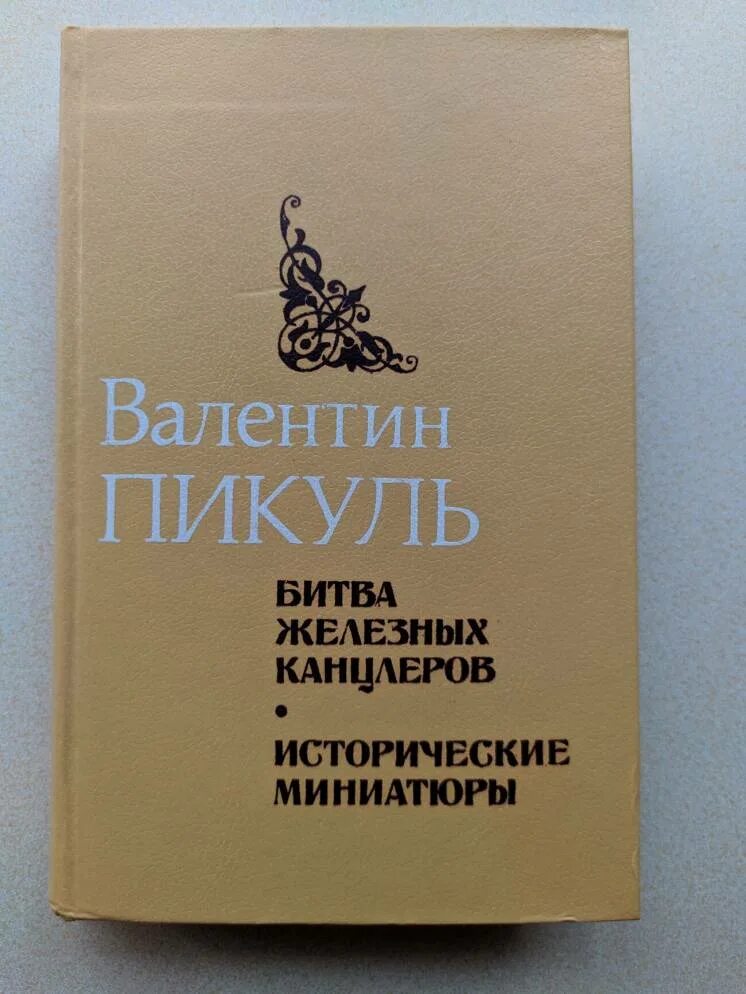 Валентин
ПИКУЛЬ
БИТВА
ЖЕЛЕЗНЫХ
КАНЦЛЕРОВ
•
ИСТОРИЧЕСКИЕ
МИНИАТЮРЫ